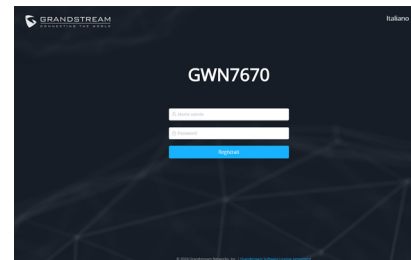 GRANDSTREAM
CONNECTING THE WORLD
Italiano
GWN7670
Nome utente
Password
Registrati